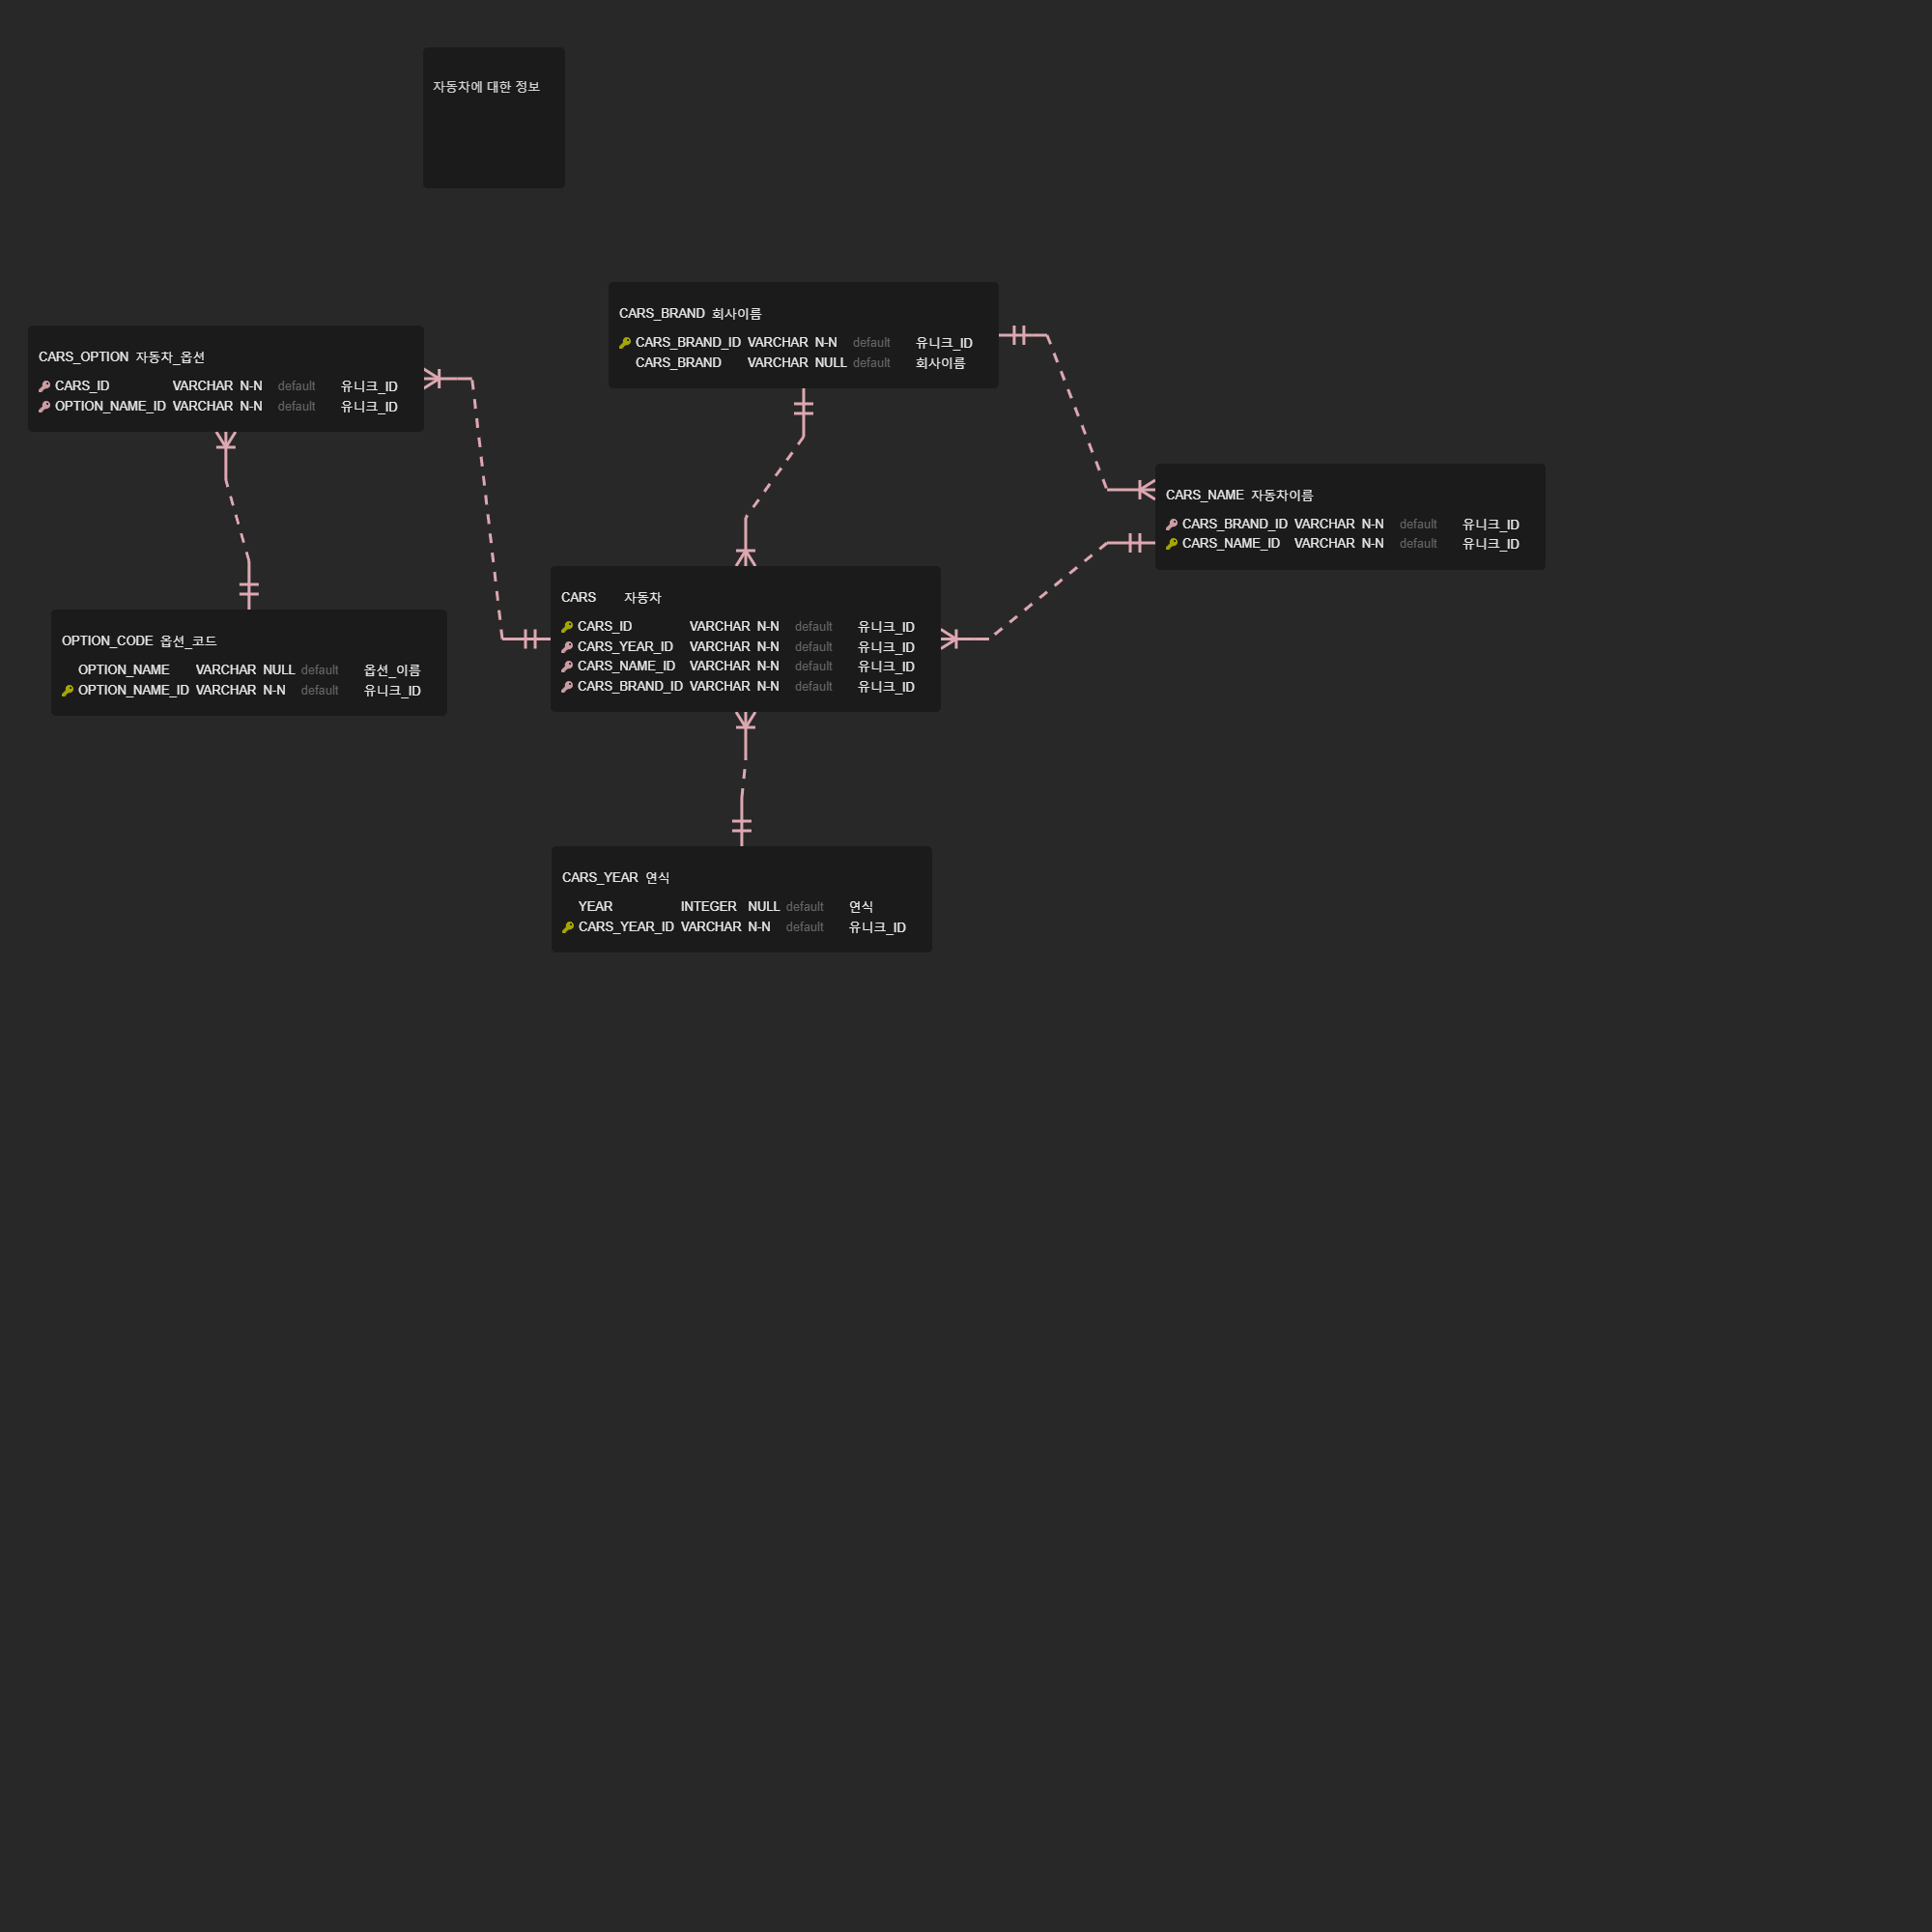 자동차에 대한 정보
CARS_BRAND 회사이름
CARS_BRAND_ID VARCHAR N-N default 유니크_ID
CARS_BRAND VARCHAR NULL default 회사이름
CARS_OPTION 자동차_옵션
CARS_ID VARCHAR N-N default 유니크_ID
OPTION_NAME_ID VARCHAR N-N default 유니크_ID
CARS_NAME 자동차이름
CARS_BRAND_ID VARCHAR N-N default 유니크_ID
CARS_NAME_ID VARCHAR N-N default 유니크_ID
CARS 자동차
CARS_ID VARCHAR N-N default 유니크_ID
CARS_YEAR_ID VARCHAR N-N default 유니크_ID
CARS_NAME_ID VARCHAR N-N default 유니크_ID
CARS_BRAND_ID VARCHAR N-N default 유니크_ID
OPTION_CODE 옵션_코드
OPTION_NAME VARCHAR NULL default 옵션_이름
OPTION_NAME_ID VARCHAR N-N default 유니크_ID
CARS_YEAR 연식
YEAR INTEGER NULL default 연식
CARS_YEAR_ID VARCHAR N-N default 유니크_ID